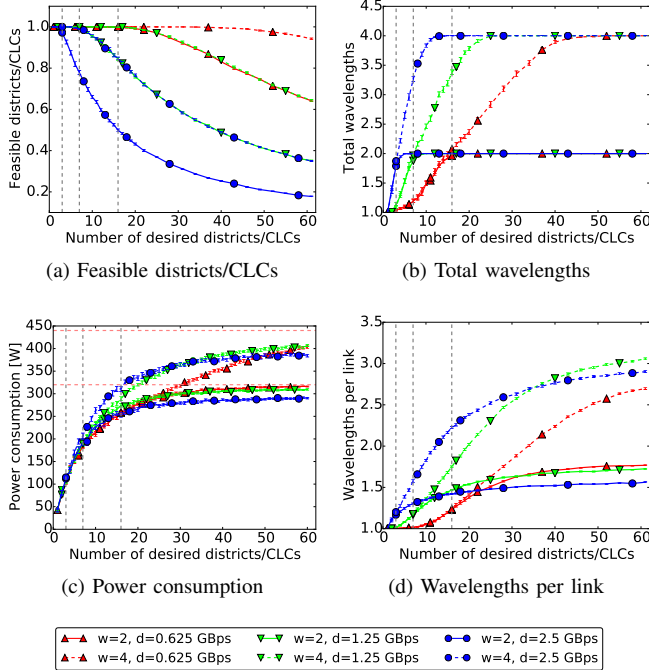 Feasible districts/CLCs
1.0
0.8
0.6
0.4
0.2
0 10 20 30 40 50 60
Number of desired districts/CLCs
(a) Feasible districts/CLCs
Total wavelengths
4.5
4.0
3.5
3.0
2.5
2.0
1.5
1.0
0 10 20 30 40 50 60
Number of desired districts/CLCs
(b) Total wavelengths
Power consumption [W]
450
400
350
300
250
200
150
100
50
0
0 10 20 30 40 50 60
Number of desired districts/CLCs
(c) Power consumption
Wavelengths per link
3.5
3.0
2.5
2.0
1.5
1.0
0 10 20 30 40 50 60
Number of desired districts/CLCs
(d) Wavelengths per link
w=2, d=0.625 GBps
w=4, d=0.625 GBps
w=2, d=1.25 GBps
w=4, d=1.25 GBps
w=2, d=2.5 GBps
w=4, d=2.5 GBps